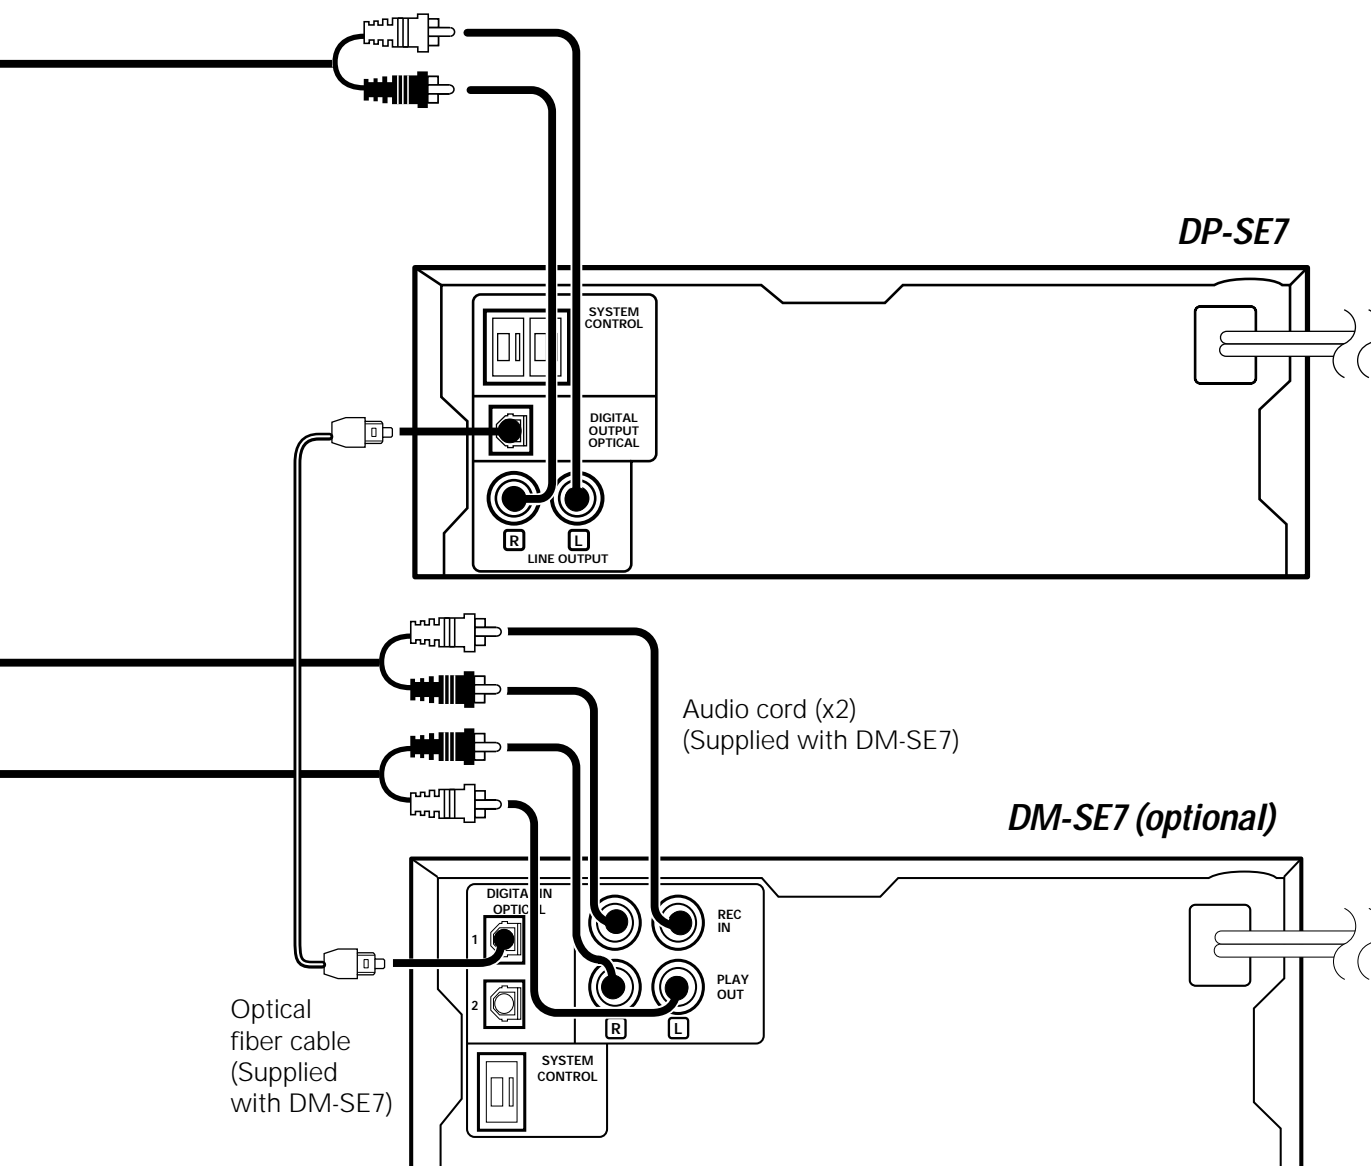 DP-SE7
SYSTEM
CONTROL
DIGITAL
OUTPUT
OPTICAL
R
L
LINE OUTPUT
Audio cord (x2)
(Supplied with DM-SE7)
DM-SE7 (optional)
DIGITAL IN
OPTICAL
1
2
REC
IN
PLAY
OUT
R
L
SYSTEM
CONTROL
Optical
fiber cable
(Supplied
with DM-SE7)